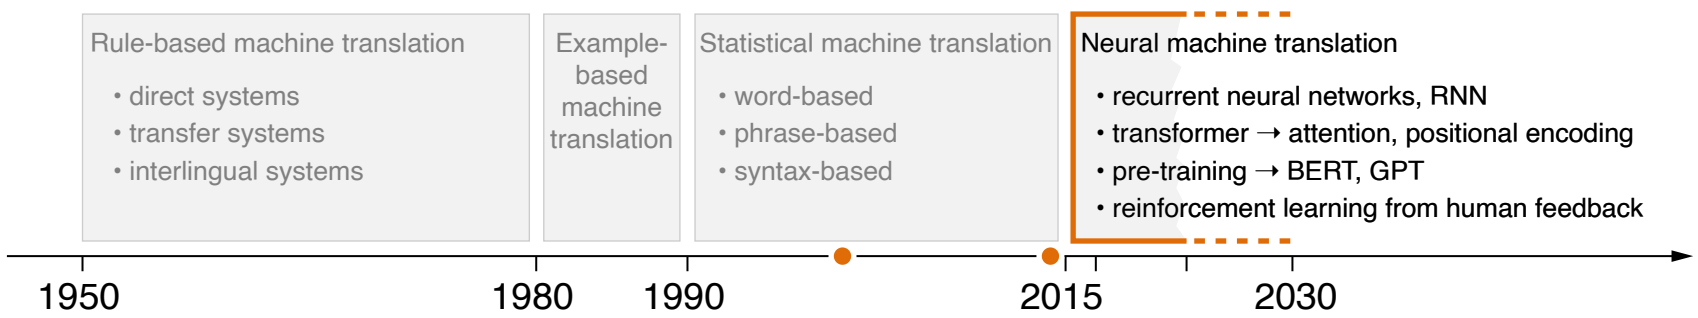 Rule-based machine translation
• direct systems
• transfer systems
• interlingual systems
Example-
based
machine
translation
Statistical machine translation
• word-based
• phrase-based
• syntax-based
Neural machine translation
• recurrent neural networks, RNN
• transformer → attention, positional encoding
• pre-training → BERT, GPT
• reinforcement learning from human feedback
1950
1980
1990
2015
2030